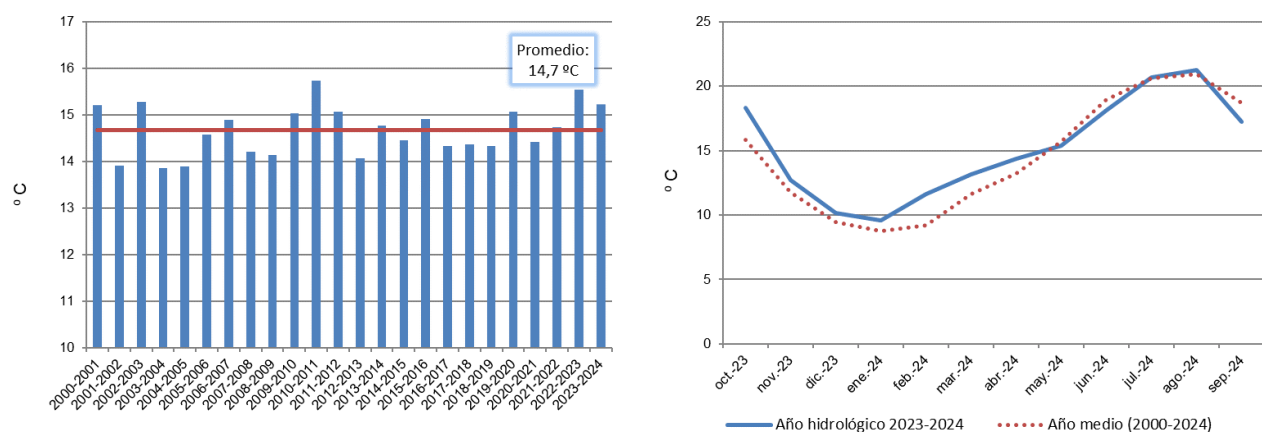 17
16
15
14
13
12
11
10
º C
Promedio:
14,7 ºC
2000-2001
2001-2002
2002-2003
2003-2004
2004-2005
2005-2006
2006-2007
2007-2008
2008-2009
2009-2010
2010-2011
2011-2012
2012-2013
2013-2014
2014-2015
2015-2016
2016-2017
2017-2018
2018-2019
2019-2020
2020-2021
2021-2022
2022-2023
2023-2024
25
20
15
10
5
0
º C
oct.-23
nov.-23
dic.-23
ene.-24
feb.-24
mar.-24
abr.-24
may.-24
jun.-24
jul.-24
ago.-24
sep.-24
Año hidrológico 2023-2024
Año medio (2000-2024)